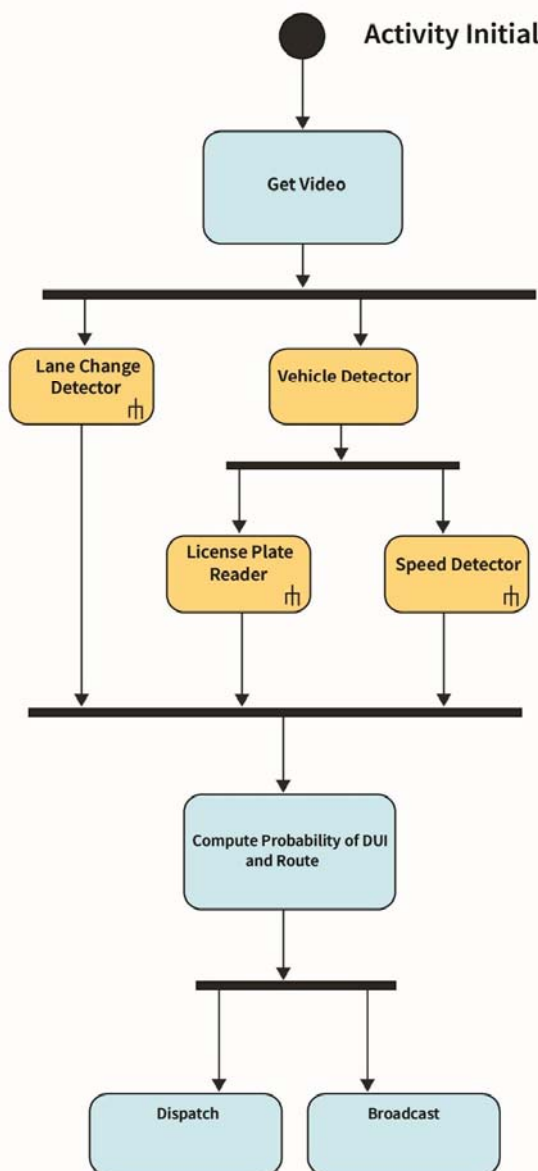 Activity Initial
Get Video
Lane Change
Detector
Vehicle Detector
License Plate
Reader
Speed Detector
Compute Probability of DUI
and Route
Dispatch
Broadcast